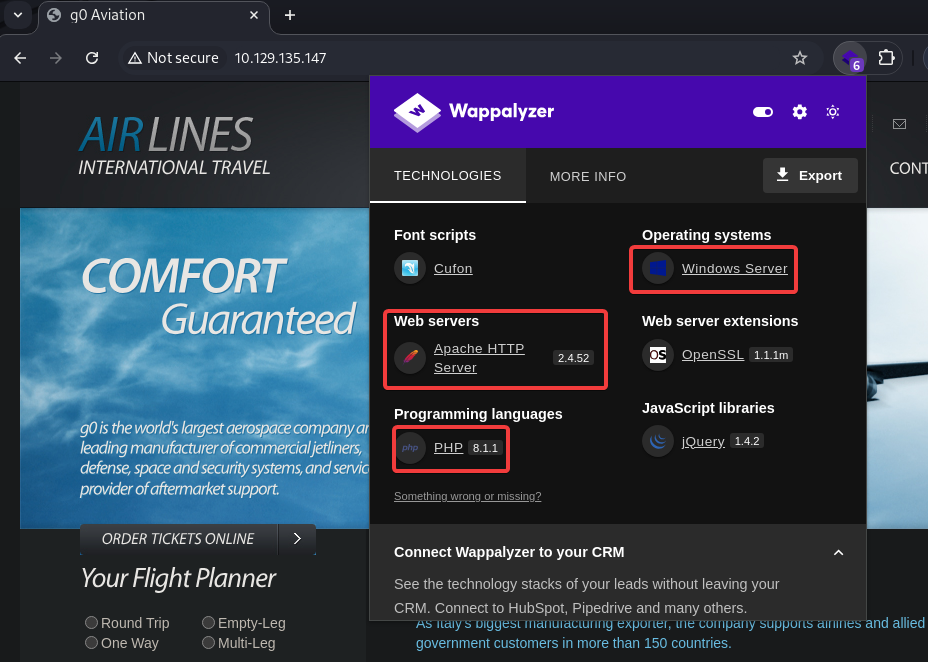 g0 Aviation
Not secure 10.129.135.147
6
AIRLINES
INTERNATIONAL TRAVEL
CONT
COMFORT
Guaranteed
g0 is the world's largest aerospace company an
leading manufacturer of commercial jetliners,
defense, space and security systems, and servic
provider of aftermarket support.
ORDER TICKETS ONLINE
Your Flight Planner
Round Trip
Empty-Leg
One Way
Multi-Leg
Wappalyzer
TECHNOLOGIES
MORE INFO
Export
Font scripts
Cufon
Operating systems
Windows Server
Web servers
Apache HTTP
Server
2.4.52
Web server extensions
OpenSSL 1.1.1m
Programming languages
php PHP 8.1.1
JavaScript libraries
jQuery 1.4.2
Something wrong or missing?
Connect Wappalyzer to your CRM
See the technology stacks of your leads without leaving your
CRM. Connect to HubSpot, Pipedrive and many others.
As Italy's biggest manufacturing exporter, the company supports airlines and allied
government customers in more than 150 countries.